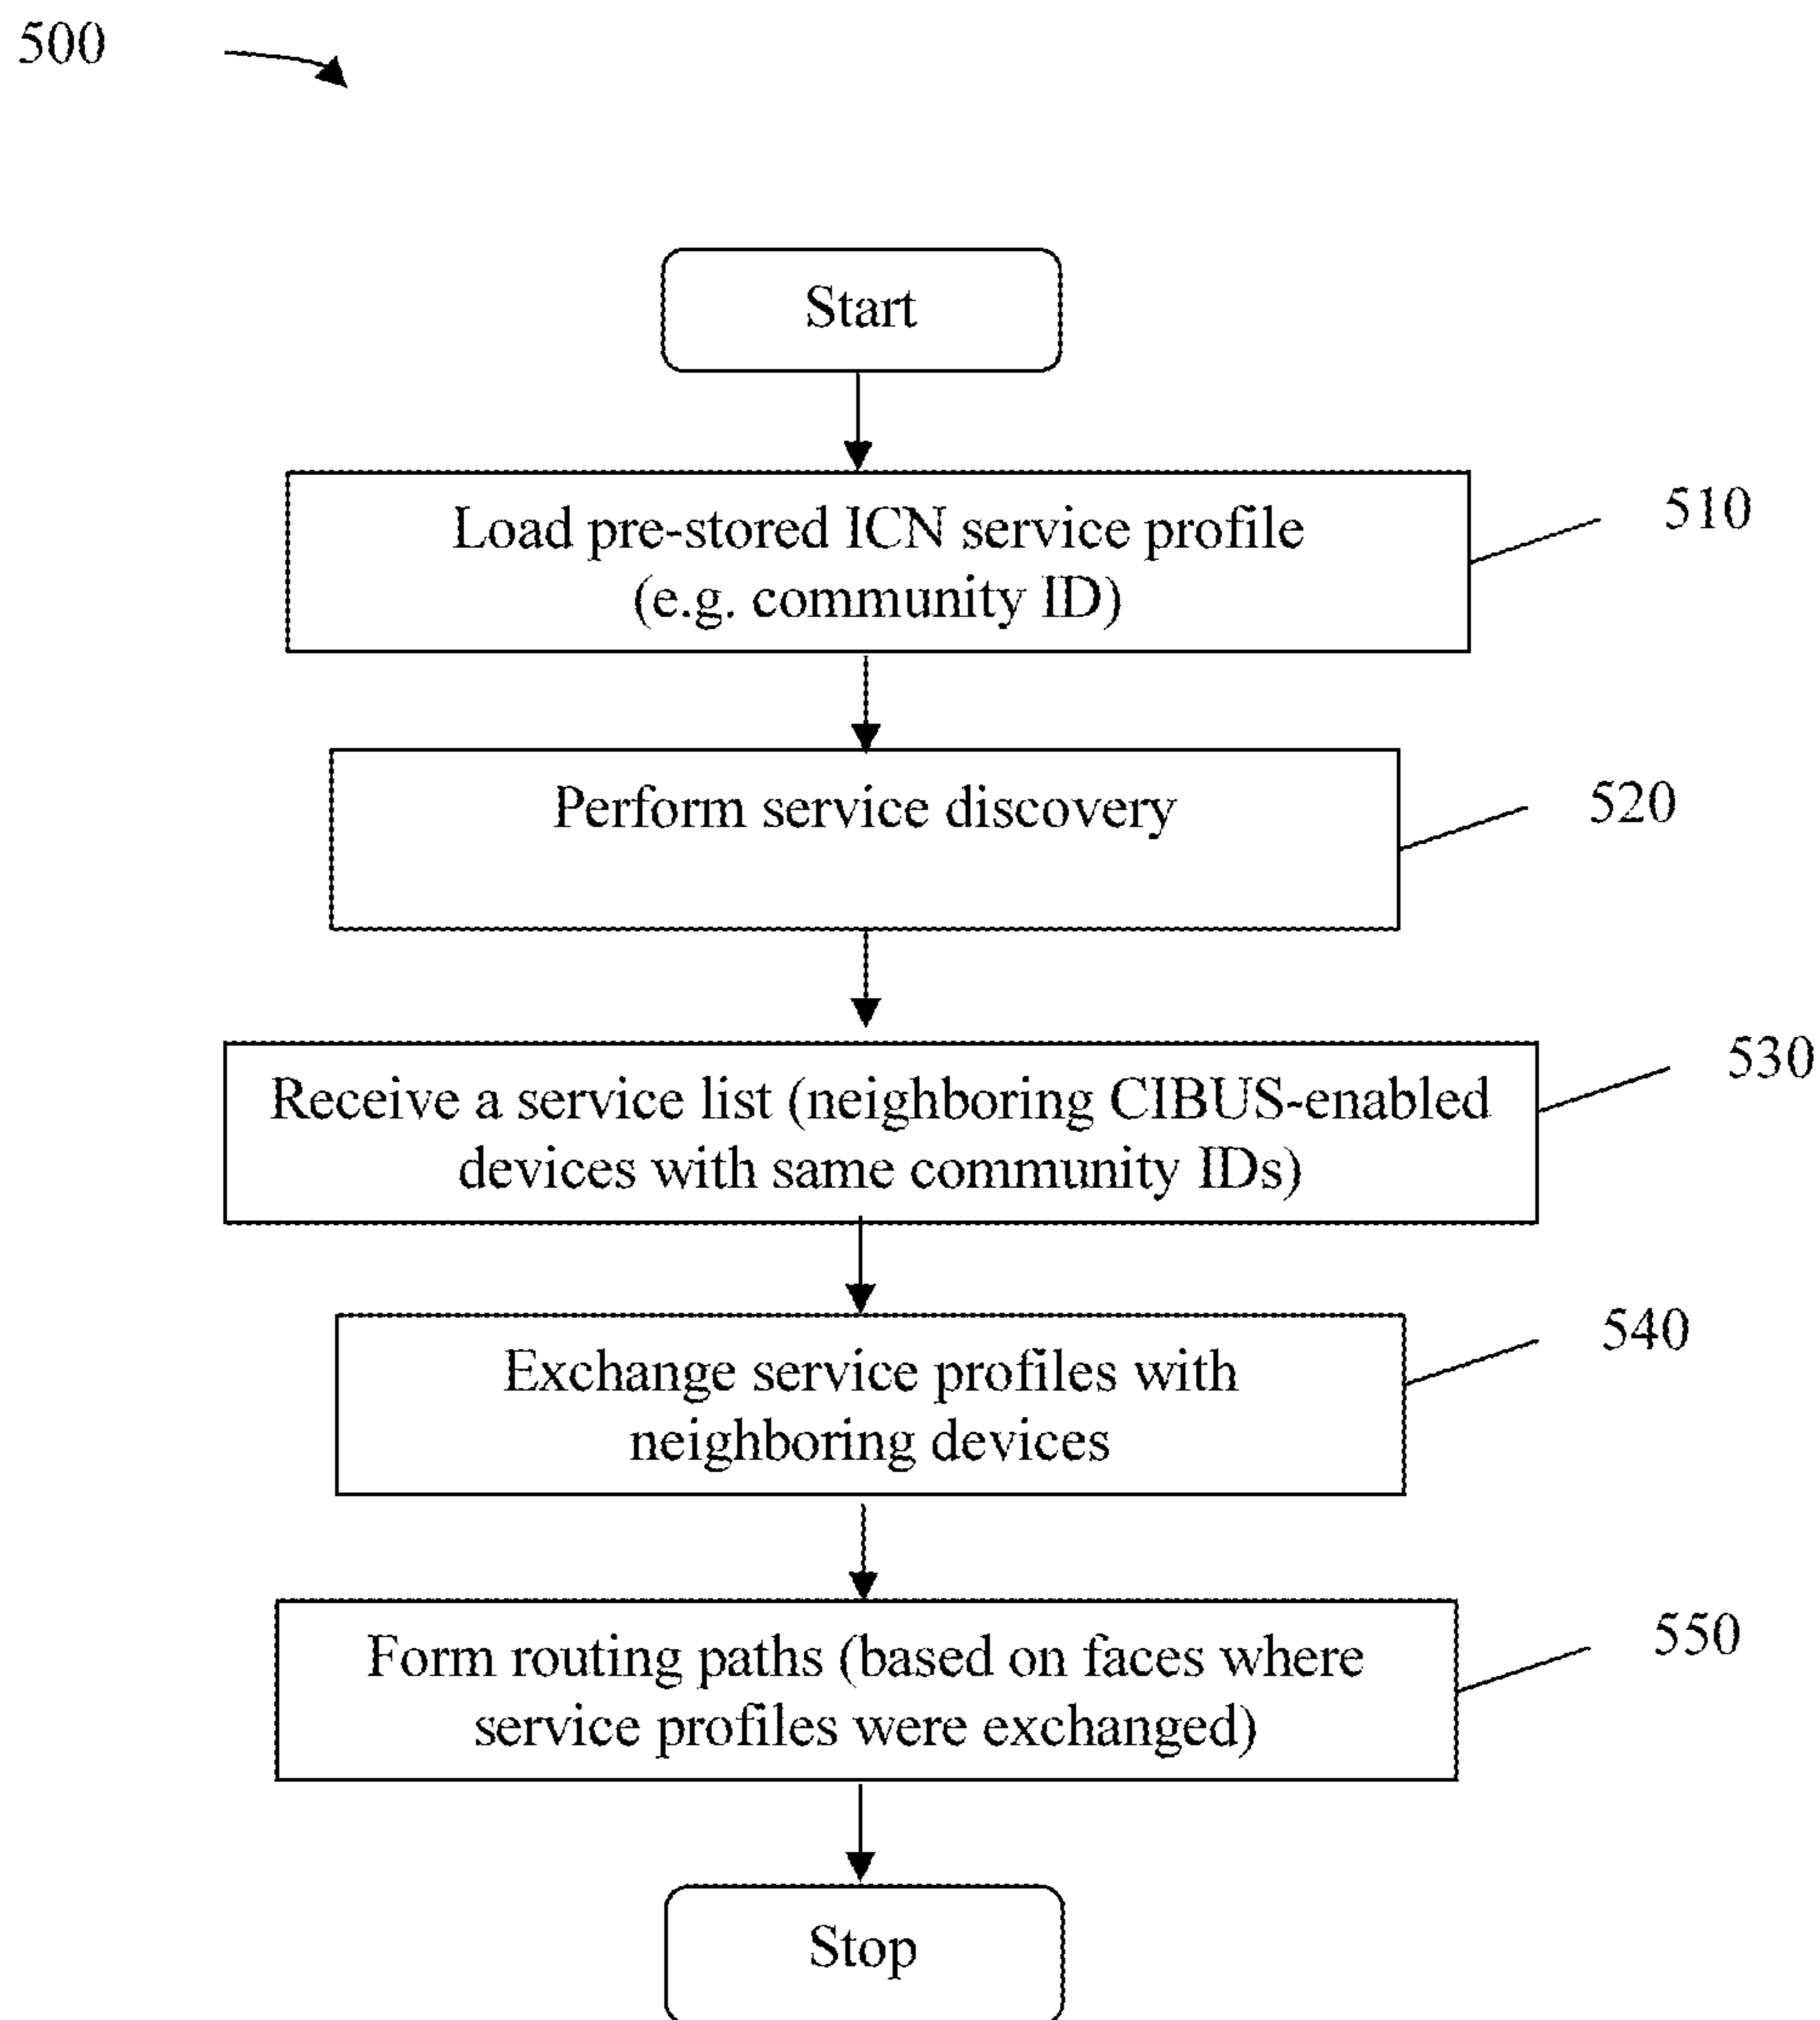 500
Start
Load pre-stored ICN service profile
(e.g. community ID)
510
Perform service discovery
520
Receive a service list (neighboring CIBUS-enabled
devices with same community IDs)
530
Exchange service profiles with
neighboring devices
540
Form routing paths (based on faces where
service profiles were exchanged)
550
Stop